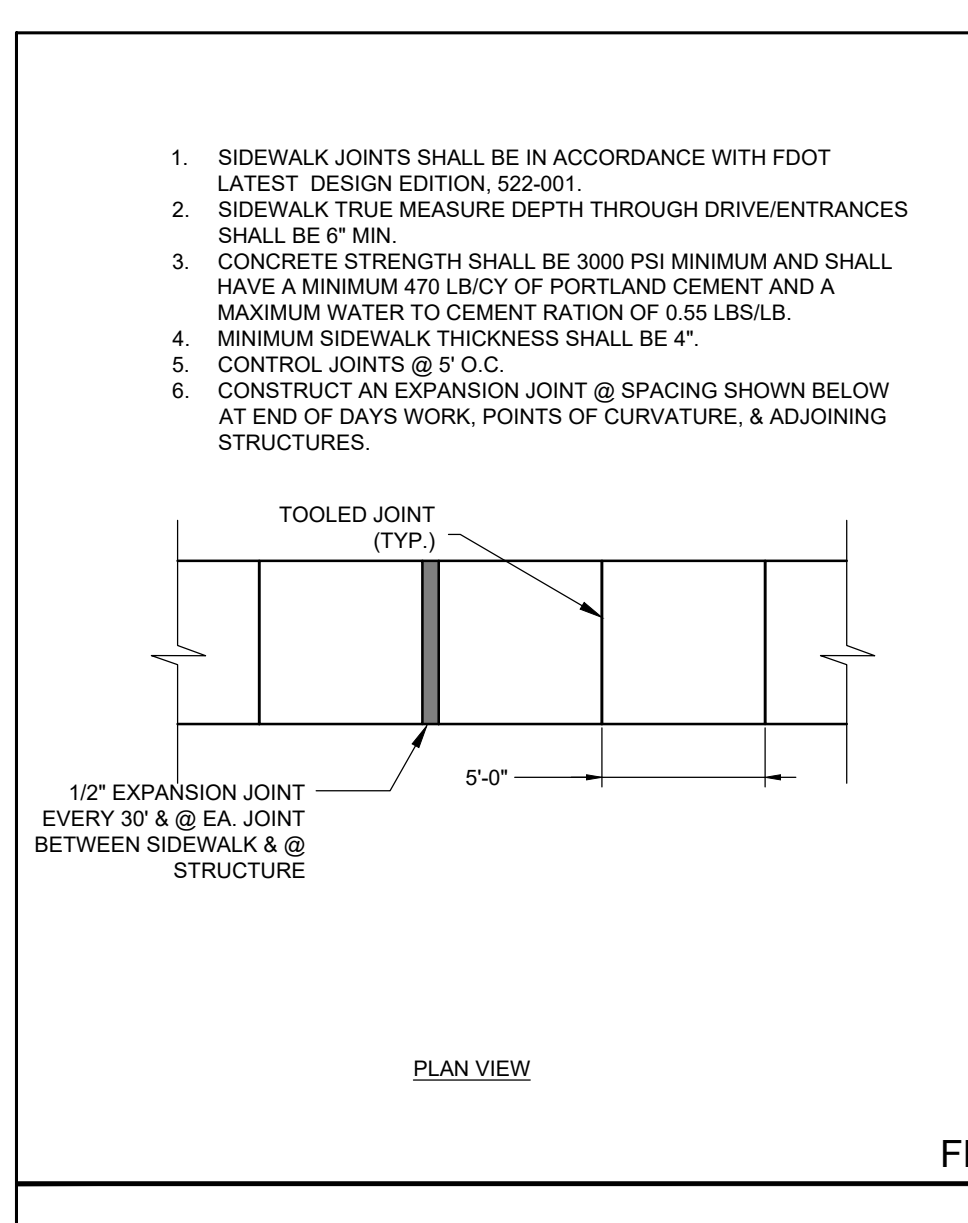 1. SIDEWALK JOINTS SHALL BE IN ACCORDANCE WITH FDOT
LATEST DESIGN EDITION, 522-001.
2. SIDEWALK TRUE MEASURE DEPTH THROUGH DRIVE/ENTRANCES
SHALL BE 6" MIN.
3. CONCRETE STRENGTH SHALL BE 3000 PSI MINIMUM AND SHALL
HAVE A MINIMUM 470 LB/CY OF PORTLAND CEMENT AND A
MAXIMUM WATER TO CEMENT RATION OF 0.55 LBS/LB.
4. MINIMUM SIDEWALK THICKNESS SHALL BE 4".
5. CONTROL JOINTS @ 5' O.C.
6. CONSTRUCT AN EXPANSION JOINT @ SPACING SHOWN BELOW
AT END OF DAYS WORK, POINTS OF CURVATURE, & ADJOINING
STRUCTURES.
TOOLED JOINT
(TYP.)
5'-0"
1/2" EXPANSION JOINT
EVERY 30' & @ EA. JOINT
BETWEEN SIDEWALK & @
STRUCTURE
PLAN VIEW